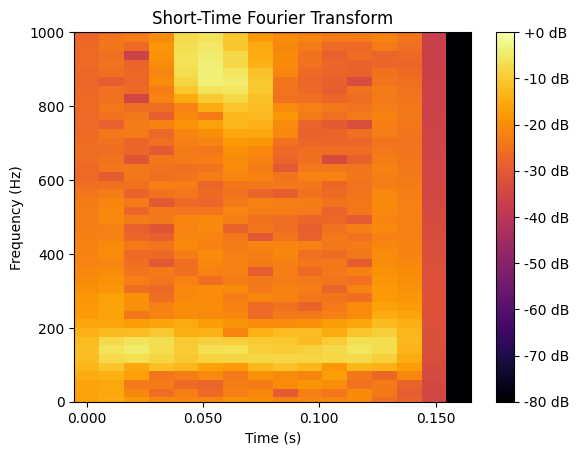 Short-Time Fourier Transform
1000
800
600
400
200
0
Frequency (Hz)
0.000
0.050
0.100
0.150
Time (s)
+0 dB
-10 dB
-20 dB
-30 dB
-40 dB
-50 dB
-60 dB
-70 dB
-80 dB